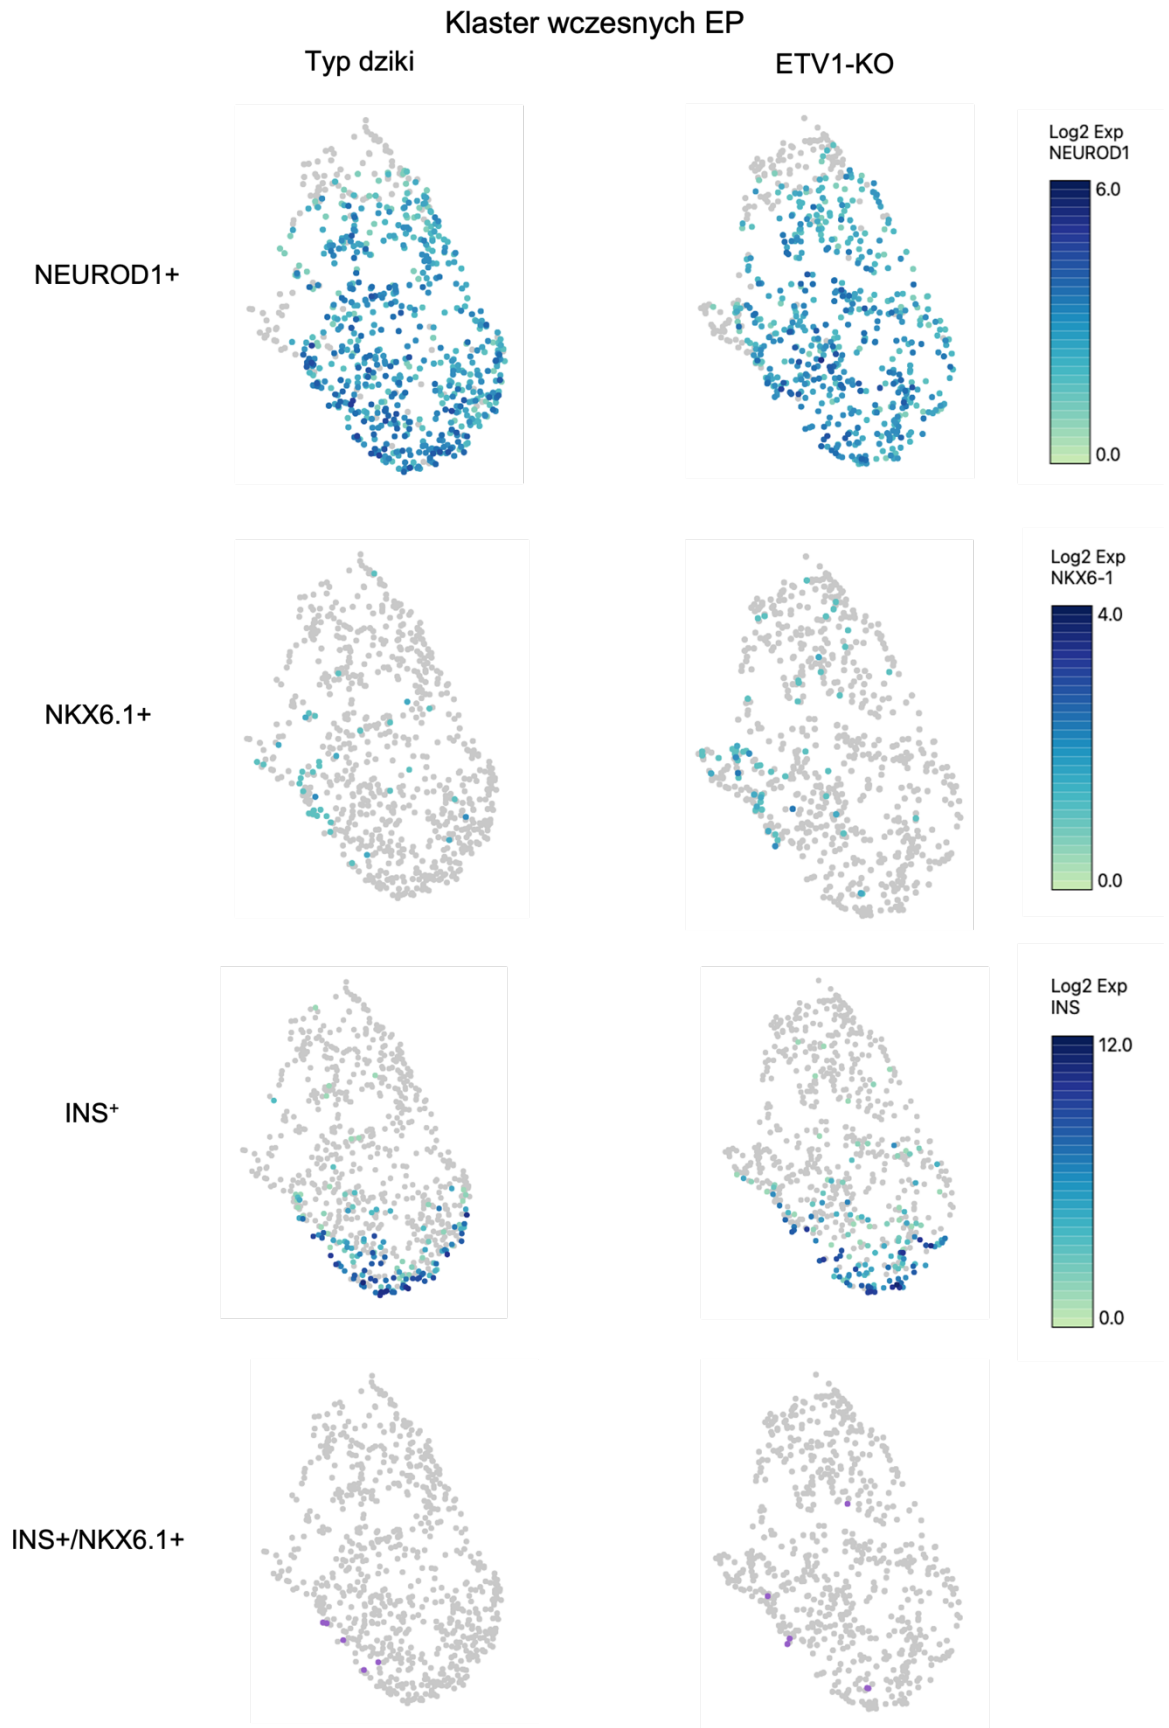 Klaster wczesnych EP
Typ dziki
ETV1-KO
NEUROD1+
Log2 Exp
NEUROD1
6.0
0.0
NKX6.1+
Log2 Exp
NKX6-1
4.0
0.0
INS⁺
Log2 Exp
INS
12.0
0.0
INS+/NKX6.1+